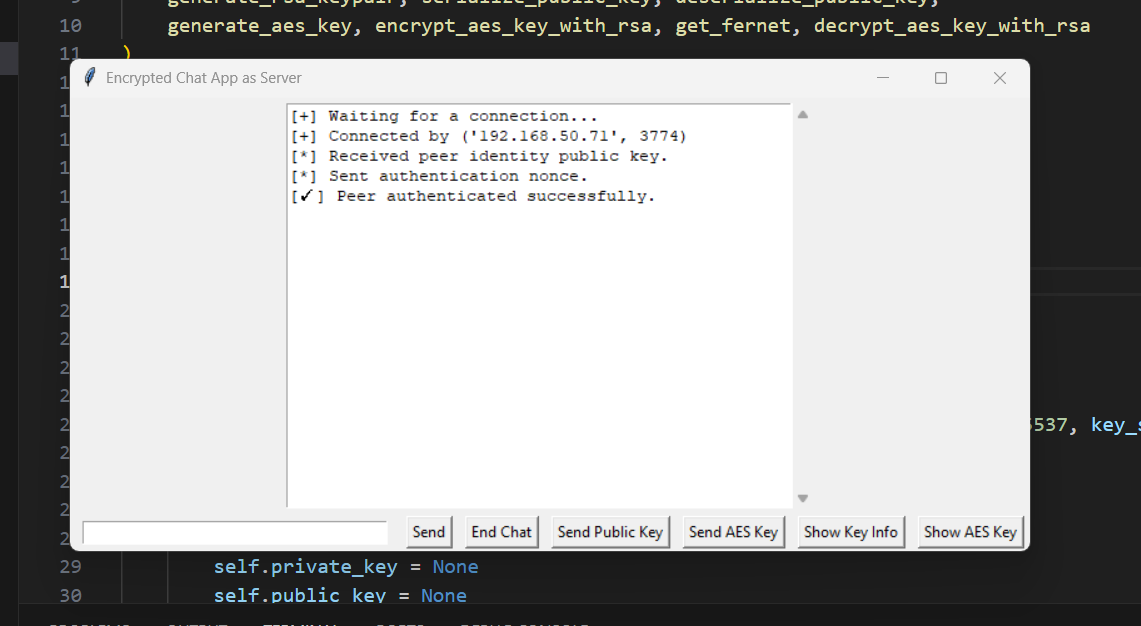 generate_rsa_keypair, serialize_public_key, deserialize_public_key,
10 generate_aes_key, encrypt_aes_key_with_rsa, get_fernet, decrypt_aes_key_with_rsa
11 )
Encrypted Chat App as Server
[+] Waiting for a connection...
[+] Connected by ('192.168.50.71', 3774)
[*] Received peer identity public key.
[*] Sent authentication nonce.
[✓] Peer authenticated successfully.
537, key_s
Send End Chat Send Public Key Send AES Key Show Key Info Show AES Key
29 self.private_key = None
30 self.public_key = None